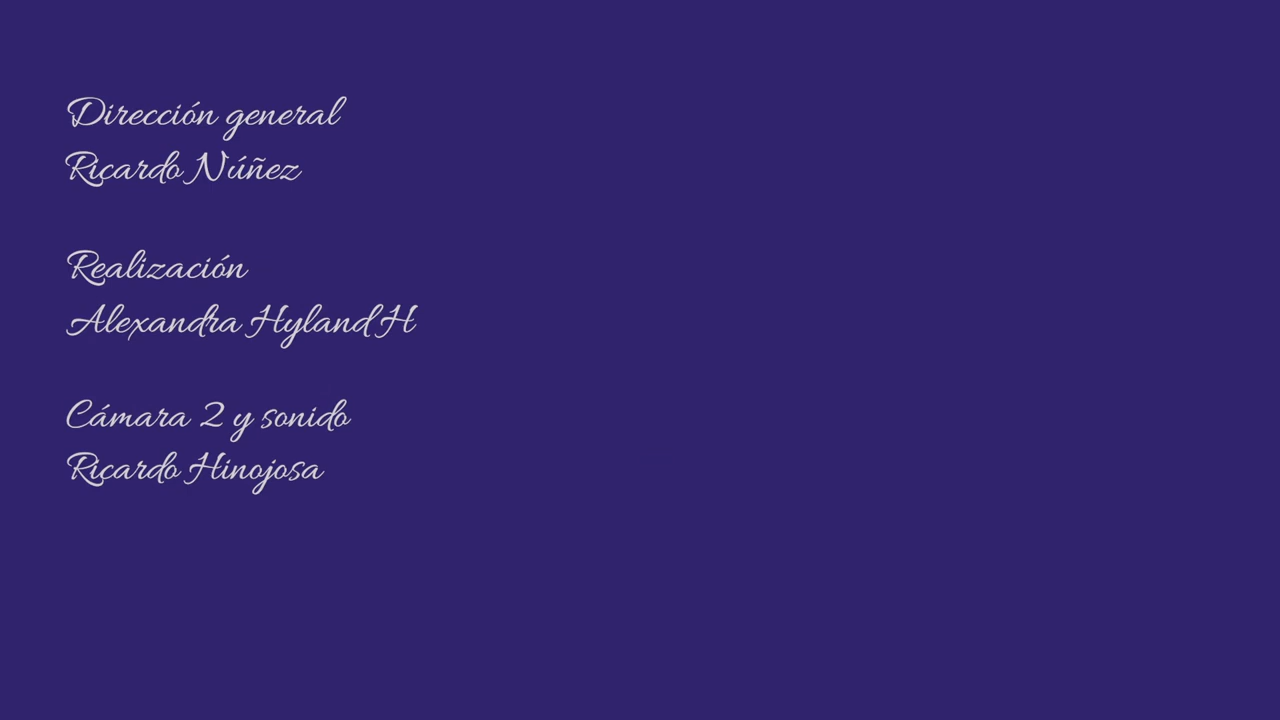 Dirección general
Ricardo Núñez
Realización
Alexandra Hyland H
Cámara 2 y sonido
Ricardo Hinojosa